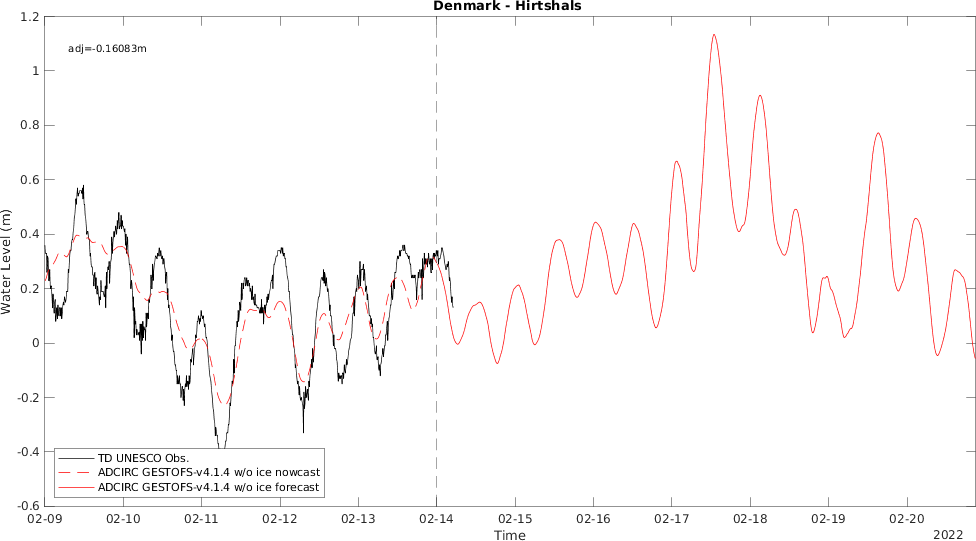 Denmark - Hirtshals
1.2
adj=-0.16083m
1
0.8
0.6
0.4
0.2
0
-0.2
-0.4
-0.6
Water Level (m)
TD UNESCO Obs.
ADCIRC GESTOFS-v4.1.4 w/o ice nowcast
ADCIRC GESTOFS-v4.1.4 w/o ice forecast
02-09 02-10 02-11 02-12 02-13 02-14 02-15 02-16 02-17 02-18 02-19 02-20
Time
2022